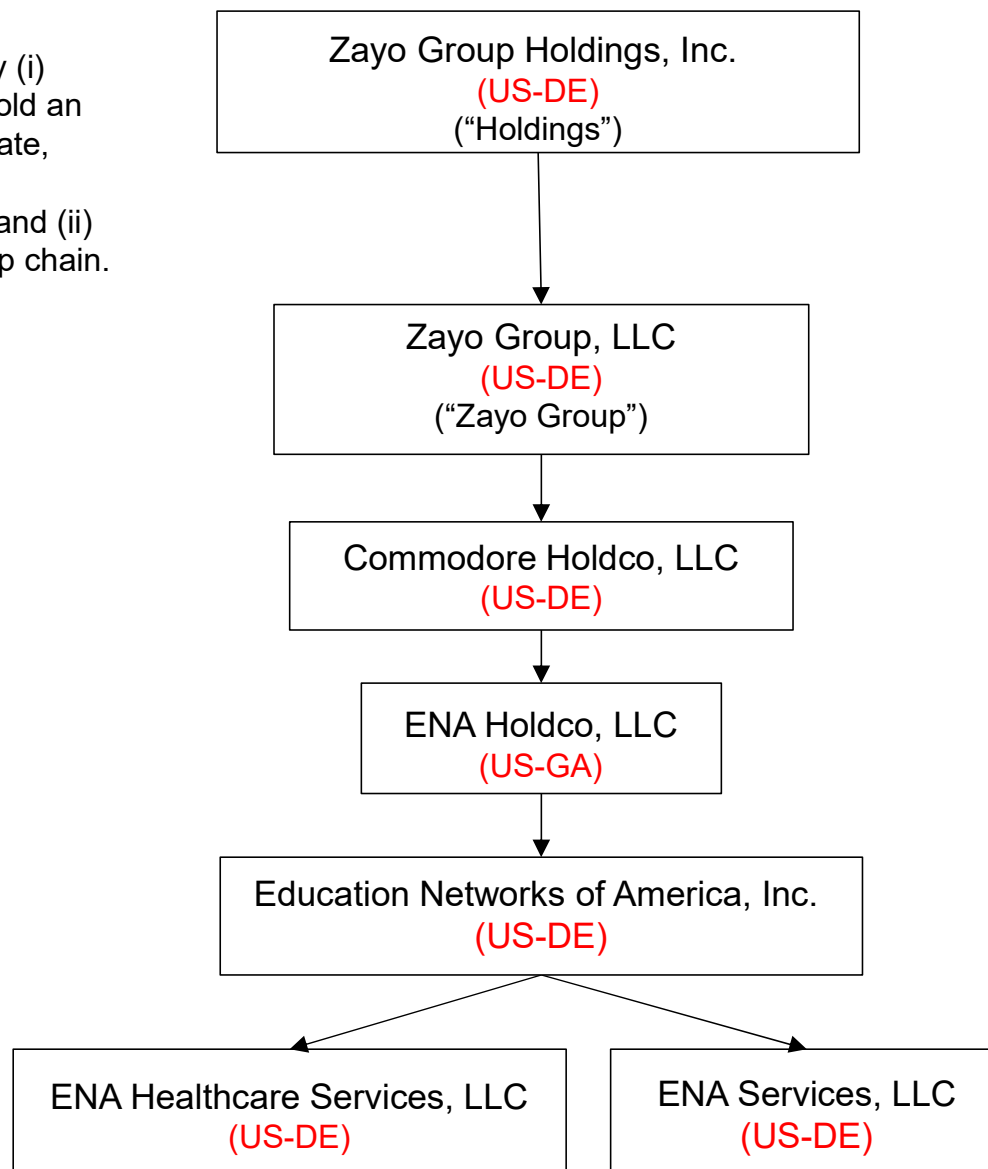 y (i)
old an
ate,
and (ii)
p chain.
Zayo Group Holdings, Inc.
(US-DE)
(“Holdings”)
Zayo Group, LLC
(US-DE)
(“Zayo Group”)
Commodore Holdco, LLC
(US-DE)
ENA Holdco, LLC
(US-GA)
Education Networks of America, Inc.
(US-DE)
ENA Healthcare Services, LLC
(US-DE)
ENA Services, LLC
(US-DE)